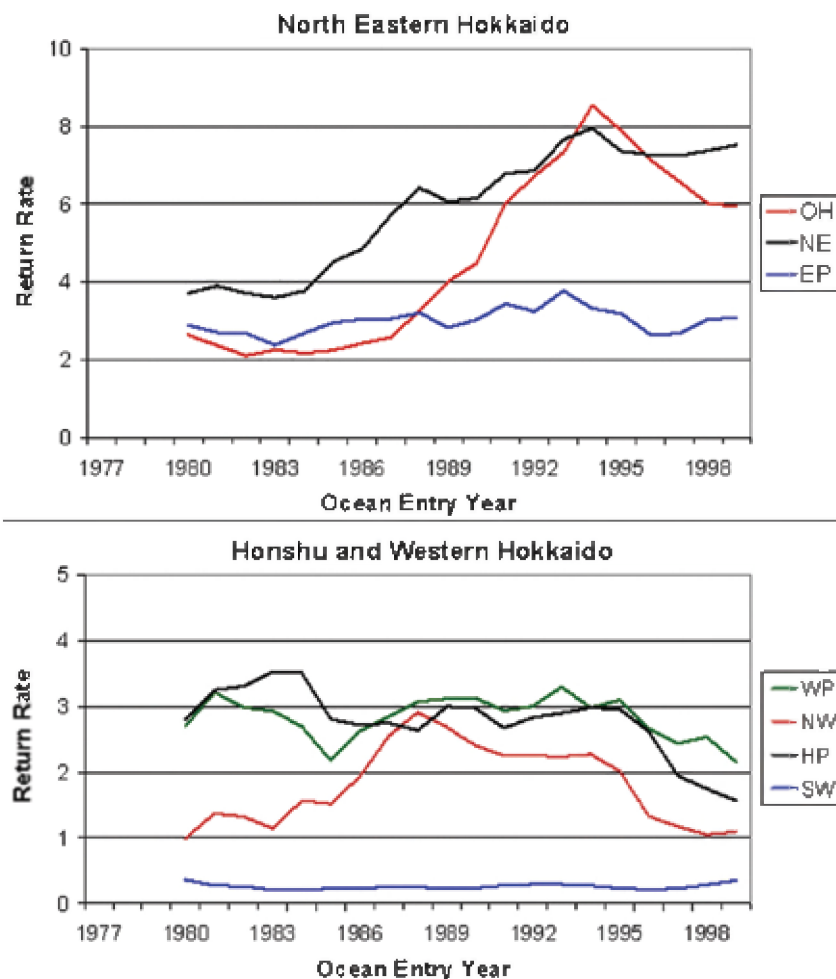 North Eastern Hokkaido
10
8
6
4
2
0
Return Rate
1977 1980 1983 1986 1989 1992 1995 1998
Ocean Entry Year
OH
NE
EP
Honshu and Western Hokkaido
5
4
3
2
1
0
Return Rate
1977 1980 1983 1986 1989 1992 1995 1998
Ocean Entry Year
WP
NW
HP
SW